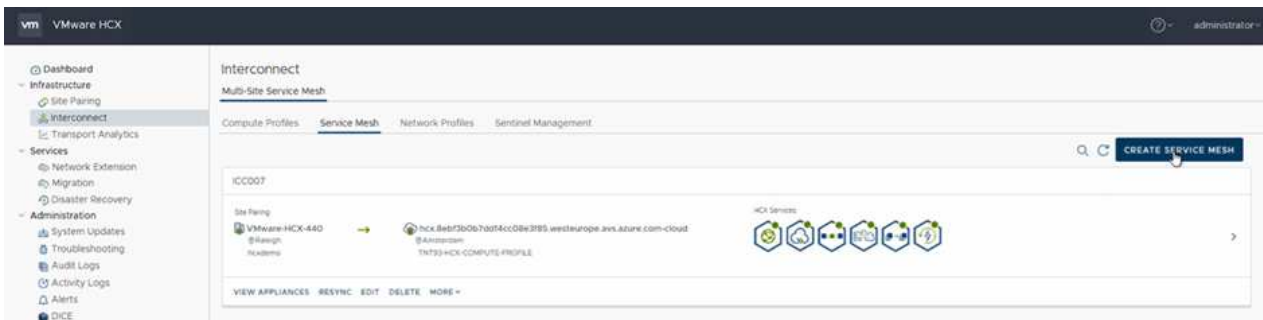 vm VMware HCX
administrator
Dashboard
Infrastructure
Site Pairing
Interconnect
Transport Analytics
Services
Network Extension
Migration
Disaster Recovery
Administration
System Updates
Troubleshooting
Audit Logs
Activity Logs
Alerts
DICE
Interconnect
Multi-Site Service Mesh
Compute Profiles Service Mesh Network Profiles Sentinel Management
CREATE SERVICE MESH
ICC007
Site Pairing
HCX Services
VMware-HCX-440
Raleigh
westeurope.avs.azure.com-cloud
Amsterdam
TNT93-HCX-COMPUTE-PROFILE
VIEW APPLIANCES RESYNC EDIT DELETE MORE